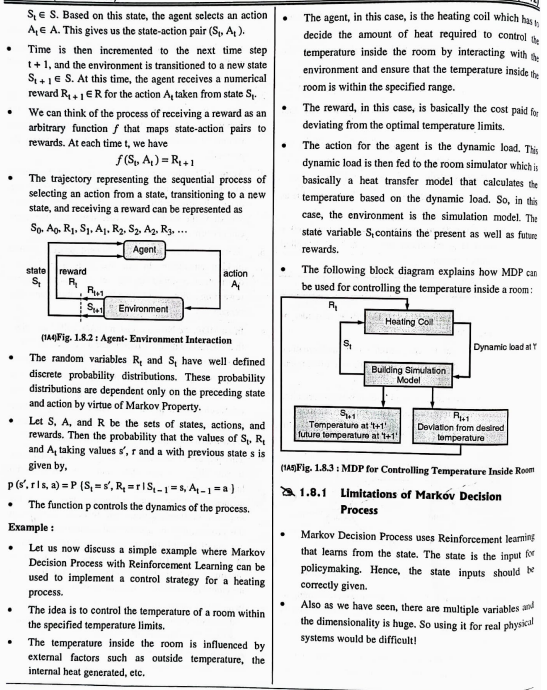 S_t ∈ S. Based on this state, the agent selects an action
A_t ∈ A. This gives us the state-action pair (S_t, A_t).
• Time is then incremented to the next time step
t + 1, and the environment is transitioned to a new state
S_{t+1} ∈ S. At this time, the agent receives a numerical
reward R_{t+1} ∈ R for the action A_t taken from state S_t.
• We can think of the process of receiving a reward as an
arbitrary function f that maps state-action pairs to
rewards. At each time t, we have
f (S_t, A_t) = R_{t+1}
• The trajectory representing the sequential process of
selecting an action from a state, transitioning to a new
state, and receiving a reward can be represented as
S_0, A_0, R_1, S_1, A_1, R_2, S_2, A_2, R_3, ...
Agent
state
S_t
reward
R_t
action
A_t
R_{t+1}
S_{t+1}
Environment
(1A4)Fig. 1.8.2 : Agent- Environment Interaction
• The random variables R_t and S_t have well defined
discrete probability distributions. These probability
distributions are dependent only on the preceding state
and action by virtue of Markov Property.
• Let S, A, and R be the sets of states, actions, and
rewards. Then the probability that the values of S_t, R_t
and A_t taking values s', r and a with previous state s is
given by,
p (s', r | s, a) = P {S_t = s', R_t = r | S_{t-1} = s, A_{t-1} = a }
• The function p controls the dynamics of the process.
Example :
• Let us now discuss a simple example where Markov
Decision Process with Reinforcement Learning can be
used to implement a control strategy for a heating
process.
• The idea is to control the temperature of a room within
the specified temperature limits.
• The temperature inside the room is influenced by
external factors such as outside temperature, the
internal heat generated, etc.
• The agent, in this case, is the heating coil which has to
decide the amount of heat required to control the
temperature inside the room by interacting with the
environment and ensure that the temperature inside the
room is within the specified range.
• The reward, in this case, is basically the cost paid for
deviating from the optimal temperature limits.
• The action for the agent is the dynamic load. This
dynamic load is then fed to the room simulator which is
basically a heat transfer model that calculates the
temperature based on the dynamic load. So, in this
case, the environment is the simulation model. The
state variable S_t contains the present as well as future
rewards.
• The following block diagram explains how MDP can
be used for controlling the temperature inside a room :
R_t
Heating Coil
S_t
Dynamic load at 't'
Building Simulation
Model
S_{t+1}
Temperature at 't+1'
future temperature at 't+1'
R_{t+1}
Deviation from desired
temperature
(1A5)Fig. 1.8.3 : MDP for Controlling Temperature Inside Room
1.8.1 Limitations of Markov Decision
Process
• Markov Decision Process uses Reinforcement learning
that learns from the state. The state is the input for
policymaking. Hence, the state inputs should be
correctly given.
• Also as we have seen, there are multiple variables and
the dimensionality is huge. So using it for real physical
systems would be difficult!